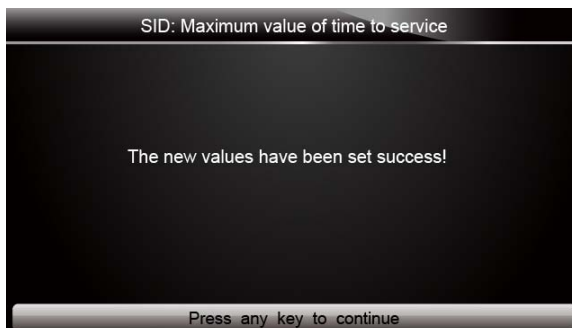 SID: Maximum value of time to service
The new values have been set success!
Press any key to continue